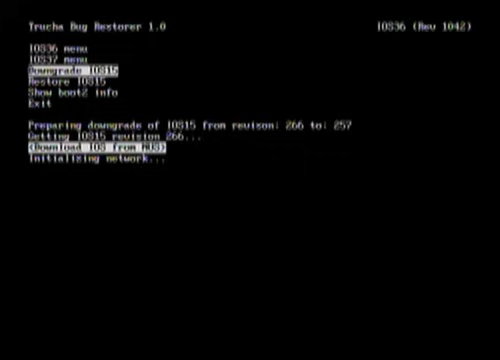 Trucha Bug Restorer 1.0
IOS36 (Rev 1042)
IOS36 menu
IOS37 menu
Downgrade IOS15
Restore IOS15
Show boot2 info
Exit
Preparing downgrade of IOS15 from revison: 266 to: 257
Getting IOS15 revision 266...
<Download IOS from NUS>
Initializing network...